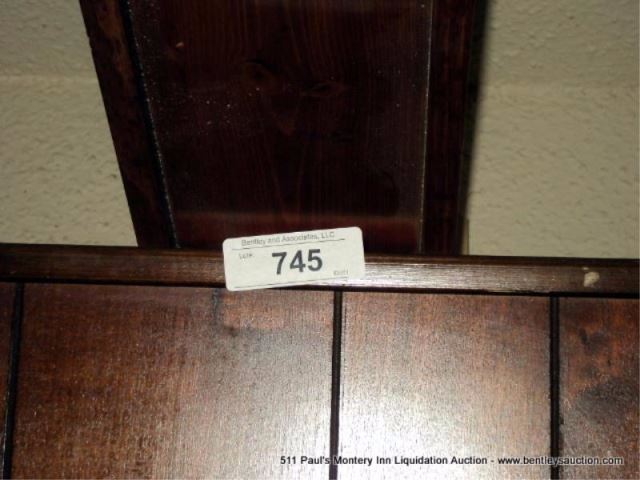 Bentley and Associates, LLC
Lot#:
745
511 Paul's Montery Inn Liquidation Auction - www.bentleysauction.com